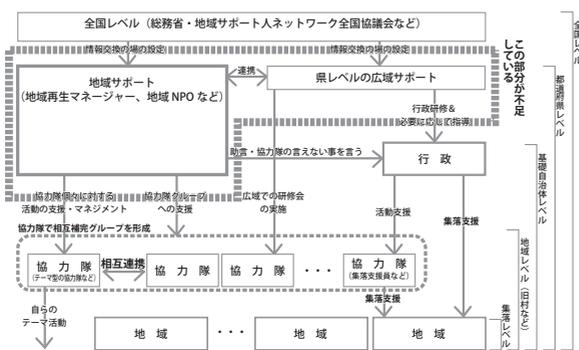 全国レベル（総務省・地域サポート人ネットワーク全国協議会など）
情報交換の場の設定
情報交換の場の設定
この部分が不足
している
全国レベル
地域サポート
（地域再生マネージャー、地域 NPO など）
連携
県レベルの広域サポート
都道府県レベル
行政研修＆
必要に応じて指導
助言・協力隊の言えない事を言う
行　政
基礎自治体レベル
協力隊個々に対する
活動の支援・マネジメント
協力隊グループ
への支援
広域での研修会
の実施
活動支援
集落支援
協力隊で相互補完グループを形成
協　力　隊
（テーマ型の協力隊など）
相互連携
協　力　隊
協　力　隊
・・・
協　力　隊
（集落支援員など）
地域レベル（旧村など）
集落支援
自らの
テーマ活動
地　域
・・・
地　域
地　域
集落レベル